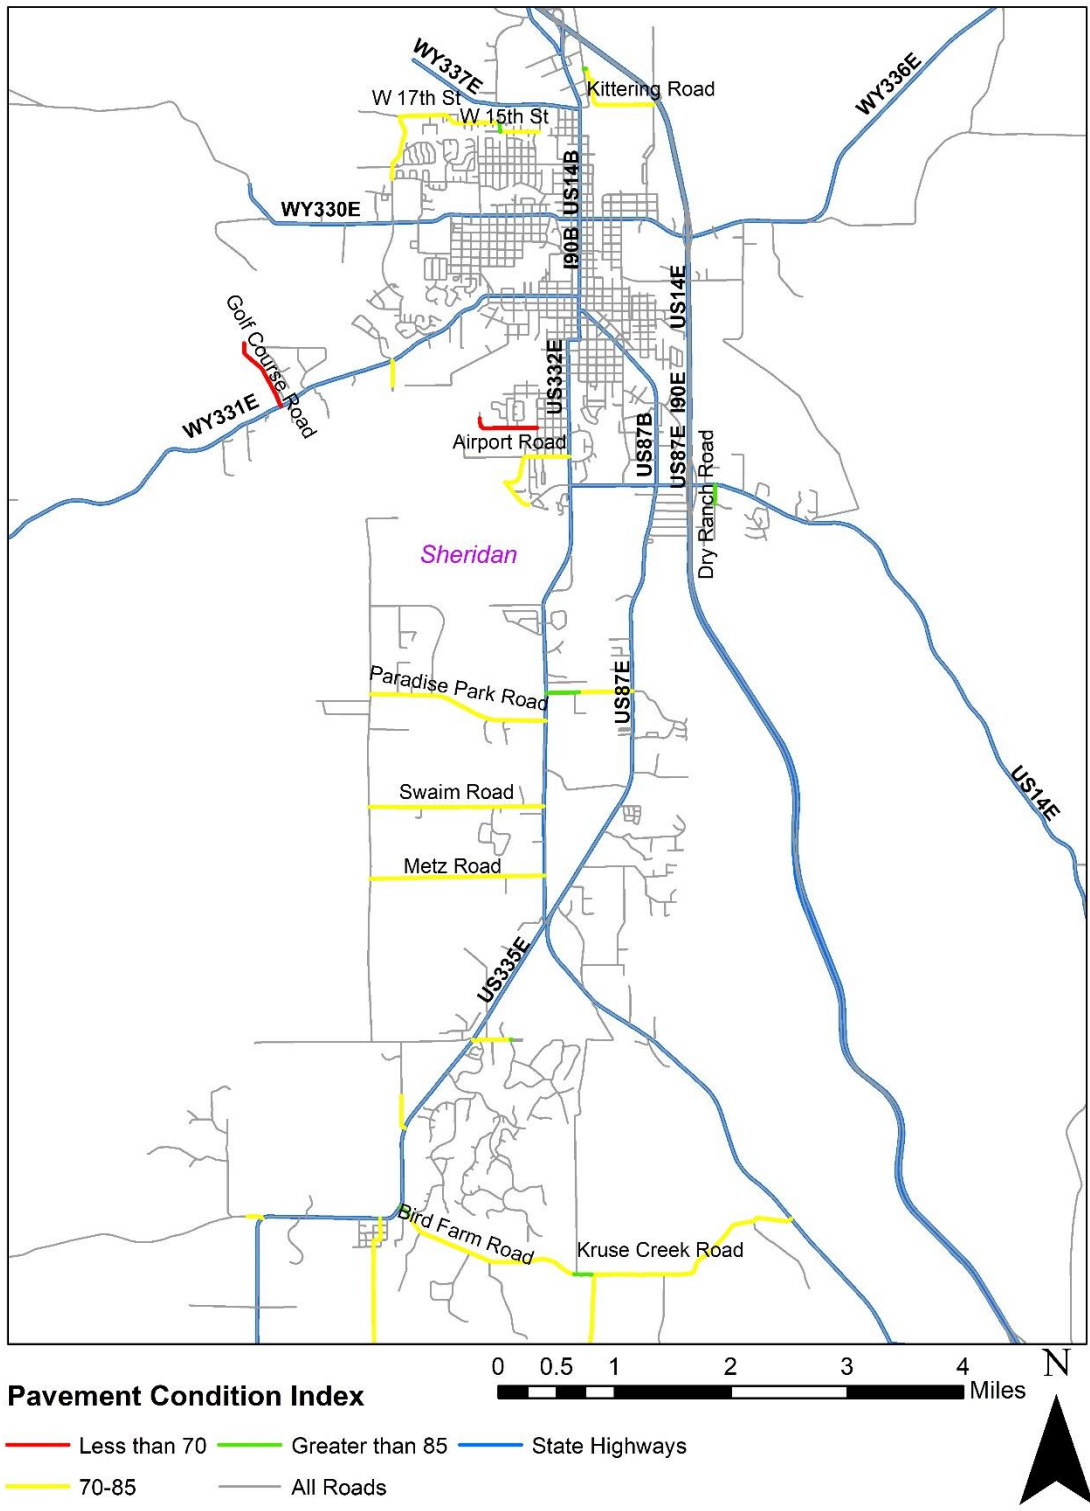 WY337E
Kittering Road
WY336E
W 17th St
W 15th St
US14B
WY330E
I90B
US14E
Golf Course Road
US332E
I90E
WY331E
Airport Road
US87B
US87E
Dry Ranch Road
Sheridan
Paradise Park Road
US87E
Swaim Road
US14E
Metz Road
US335E
Bird Farm Road
Kruse Creek Road
0 0.5 1 2 3 4
Miles
N
Pavement Condition Index
Less than 70
Greater than 85
State Highways
70-85
All Roads